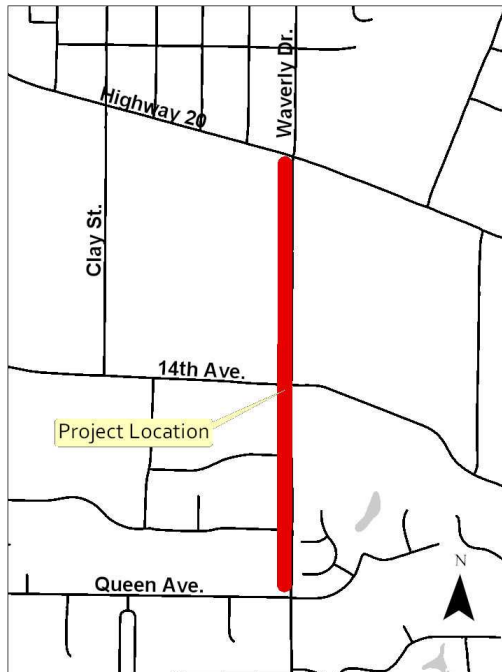 Waverly Dr.
Highway 20
Clay St.
14th Ave.
Project Location
N
Queen Ave.